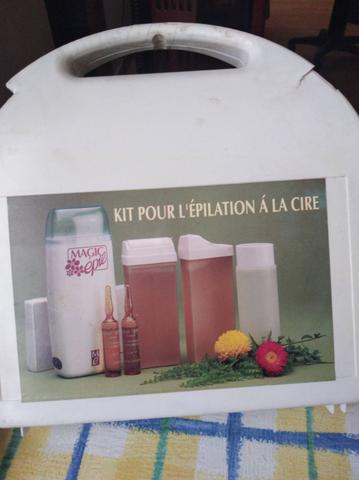 KIT POUR L'ÉPILATION Á LA CIRE
MAGIC
épil